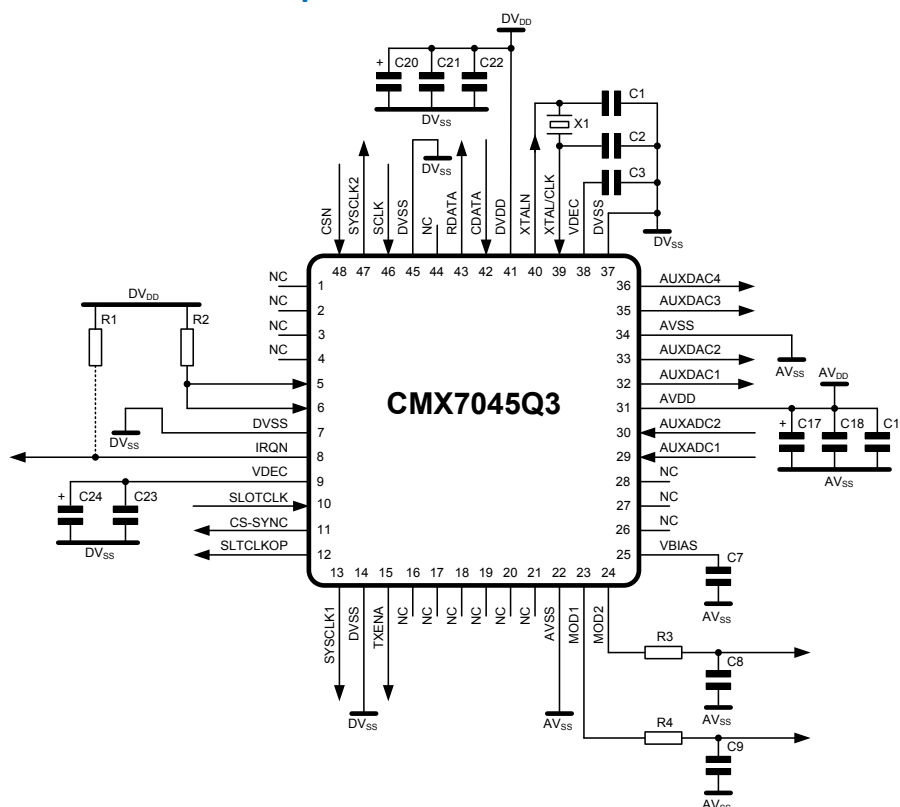 DVDD
+ C20 C21 C22
DVSS
C1
X1
C2
C3
DVSS
DVSS
CSN
SYSCLK2
SCLK
DVSS
NC
RDATA
CDATA
DVDD
XTALN
XTAL/CLK
VDEC
DVSS
48 47 46 45 44 43 42 41 40 39 38 37
NC 1
NC 2
NC 3
NC 4
DVDD
R1 R2
5
6
DVSS 7
DVSS
IRQN 8
VDEC 9
+ C24 C23
DVSS
SLOTCLK 10
CS-SYNC 11
SLTCLKOP 12
CMX7045Q3
36 AUXDAC4
35 AUXDAC3
34 AVSS
AVSS
33 AUXDAC2
32 AUXDAC1
AVDD
31 AVDD
+ C17 C18 C1
AVSS
30 AUXADC2
29 AUXADC1
28 NC
27 NC
26 NC
25 VBIAS
C7
AVSS
13 14 15 16 17 18 19 20 21 22 23 24
SYSCLK1
DVSS
TXENA
NC
NC
NC
NC
NC
NC
AVSS
MOD1
MOD2
DVSS
AVSS
R3
C8
AVSS
R4
C9
AVSS